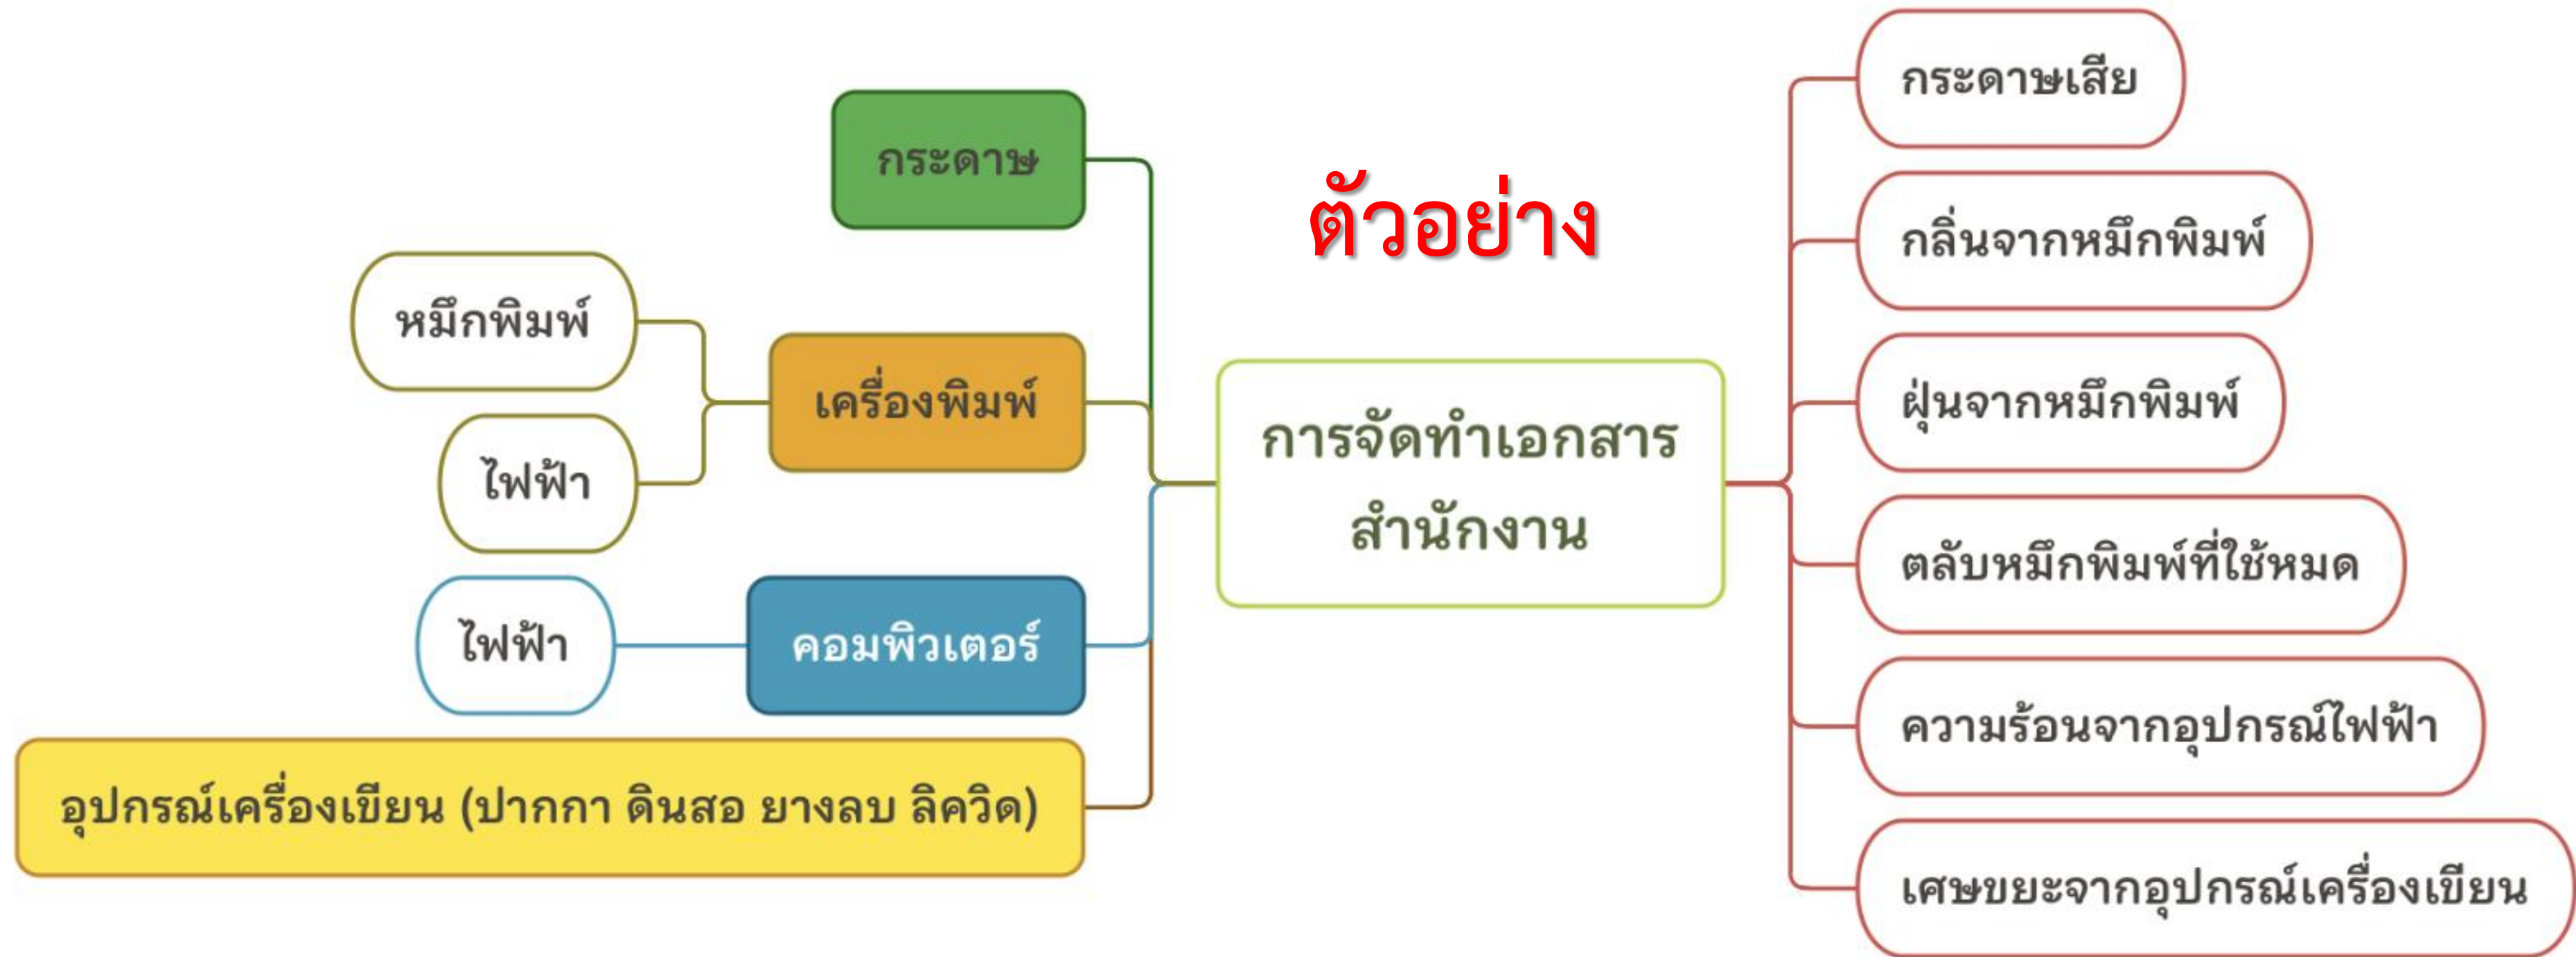 ตัวอย่าง
กระดาษ
หมึกพิมพ์
ไฟฟ้า
เครื่องพิมพ์
ไฟฟ้า
คอมพิวเตอร์
อุปกรณ์เครื่องเขียน (ปากกา ดินสอ ยางลบ ลิควิด)
การจัดทำเอกสาร
สำนักงาน
กระดาษเสีย
กลิ่นจากหมึกพิมพ์
ฝุ่นจากหมึกพิมพ์
ตลับหมึกพิมพ์ที่ใช้หมด
ความร้อนจากอุปกรณ์ไฟฟ้า
เศษขยะจากอุปกรณ์เครื่องเขียน